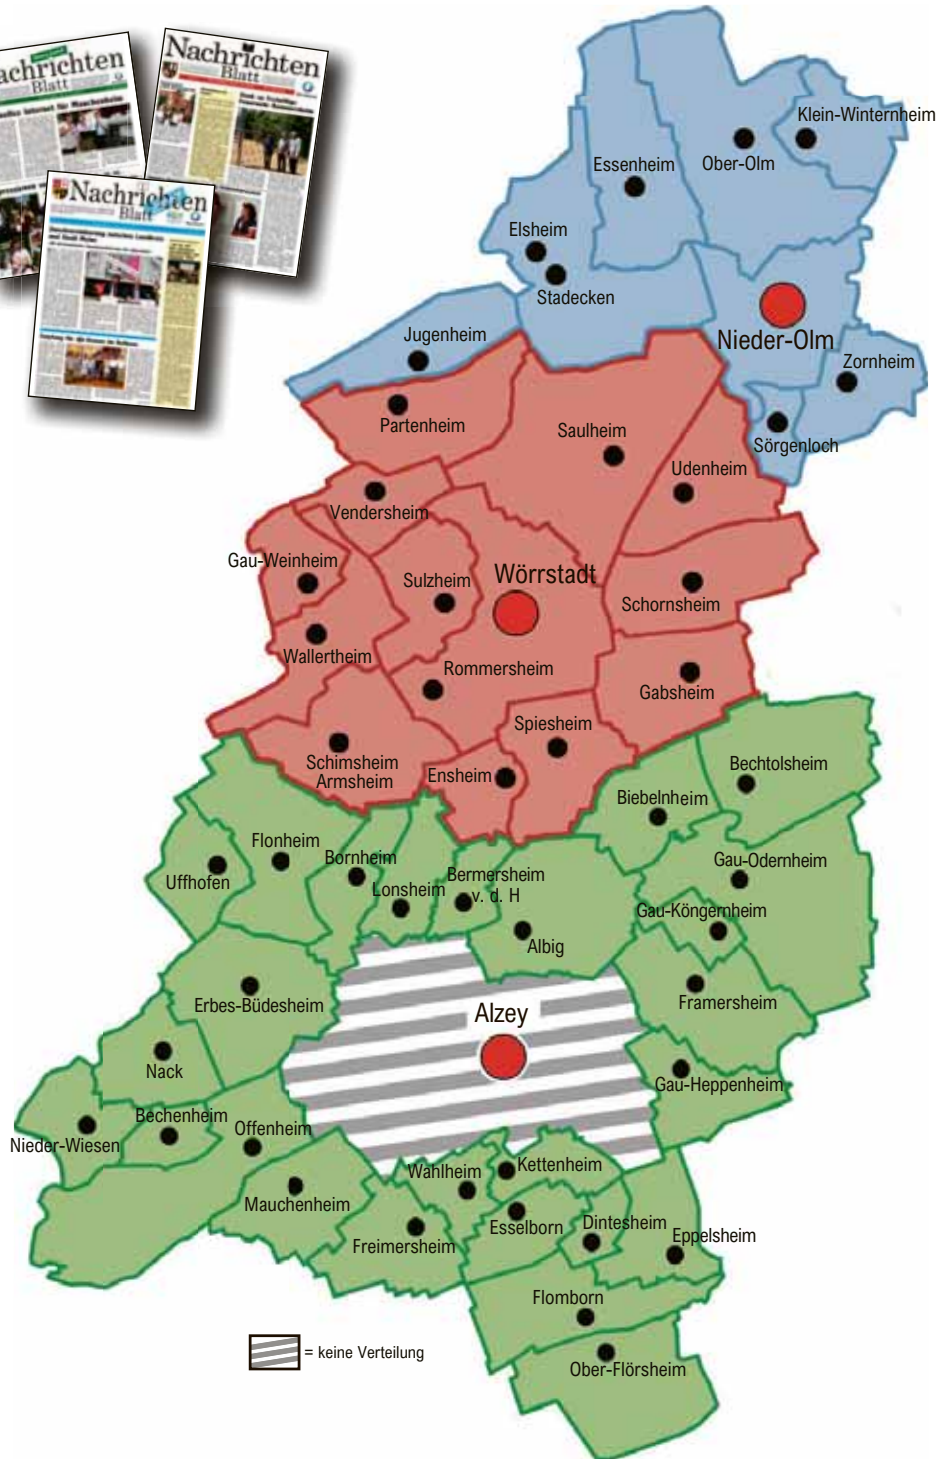 achrichten
Blatt
Nachrichten
Blatt
Nachrichten
Blatt
Klein-Winternheim
Ober-Olm
Essenheim
Elsheim
Stadecken
Nieder-Olm
Jugenheim
Zornheim
Partenheim
Saulheim
Sörgenloch
Udenheim
Vendersheim
Gau-Weinheim
Sulzheim
Wörrstadt
Schornsheim
Wallertheim
Rommersheim
Gabsheim
Spiesheim
Schimsheim
Armsheim
Ensheim
Bechtolsheim
Biebelnheim
Flonheim
Bornheim
Uffhofen
Lonsheim
Bermersheim
v. d. H
Gau-Odernheim
Gau-Köngernheim
Albig
Erbes-Büdesheim
Framersheim
Alzey
Nack
Gau-Heppenheim
Nieder-Wiesen
Bechenheim
Offenheim
Wahlheim
Kettenheim
Mauchenheim
Freimersheim
Esselborn
Dintesheim
Eppelsheim
Flomborn
= keine Verteilung
Ober-Flörsheim